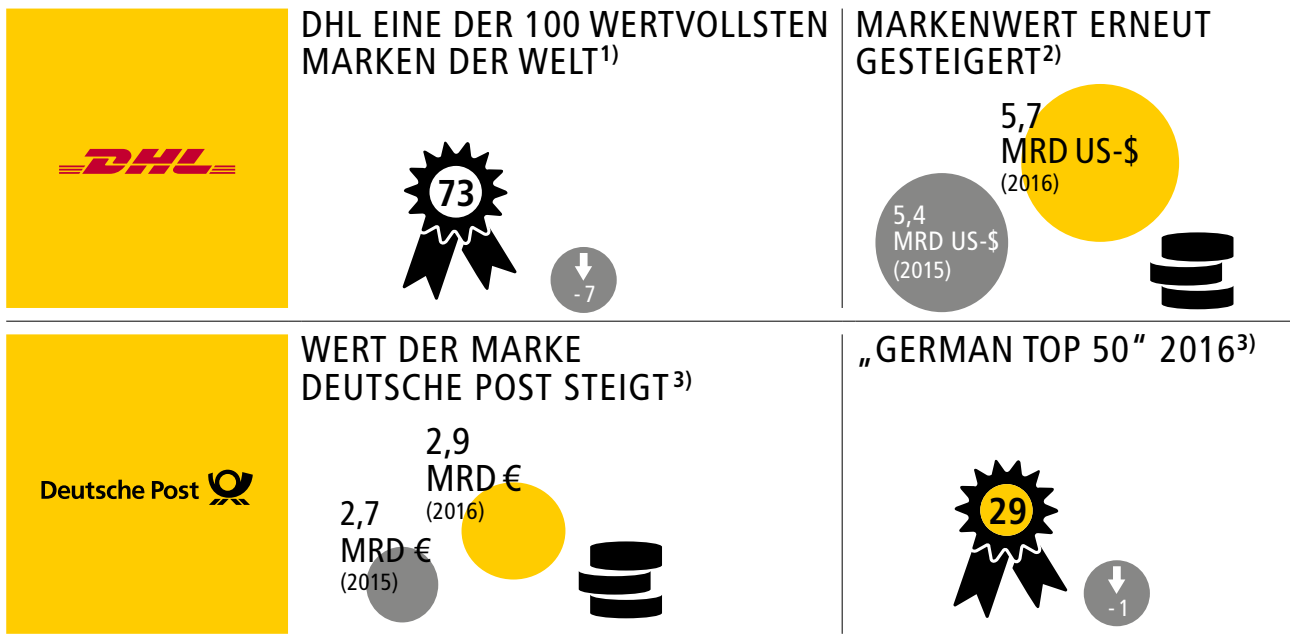 DHL
DHL EINE DER 100 WERTVOLLSTEN
MARKEN DER WELT¹⁾
73
-7
MARKENWERT ERNEUT
GESTEIGERT²⁾
5,7
MRD US-$
(2016)
5,4
MRD US-$
(2015)
Deutsche Post
WERT DER MARKE
DEUTSCHE POST STEIGT³⁾
2,9
MRD €
(2016)
2,7
MRD €
(2015)
„GERMAN TOP 50“ 2016³⁾
29
-1